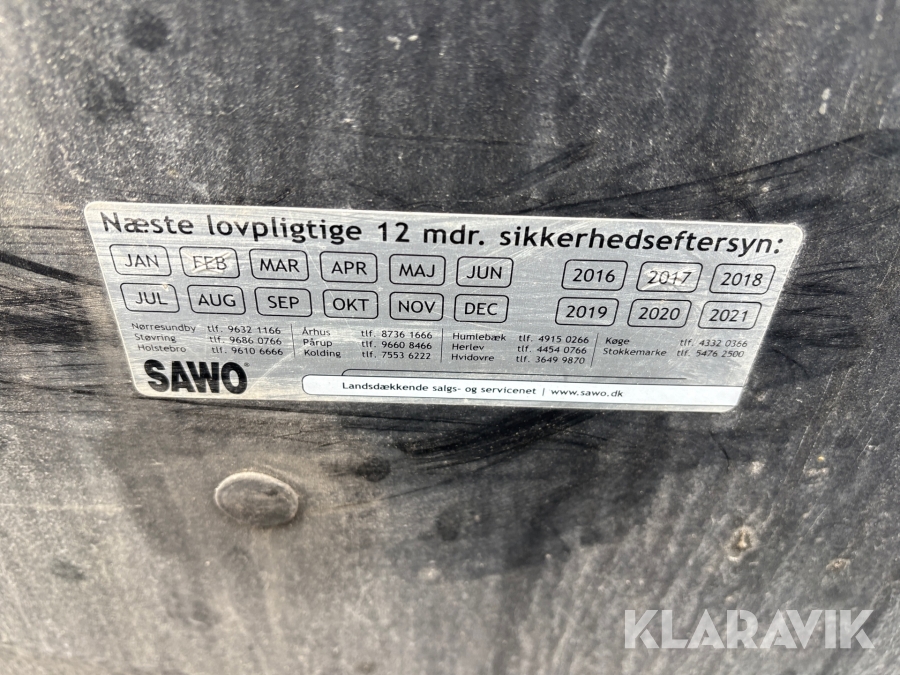 Næste lovpligtige 12 mdr. sikkerhedseftersyn:
JAN FEB MAR APR MAJ JUN 2016 2017 2018
JUL AUG SEP OKT NOV DEC 2019 2020 2021
Nørresundby tlf. 9632 1166 Århus tlf. 8736 1666 Humlebæk tlf. 4915 0266 Køge tlf. 4332 0366
Støvring tlf. 9686 0766 Pårup tlf. 9660 8466 Herlev tlf. 4454 0766 Stokkemarke tlf. 5476 2500
Holstebro tlf. 9610 6666 Kolding tlf. 7553 6222 Hvidovre tlf. 3649 9870
SAWO
Landsdækkende salgs- og servicenet | www.sawo.dk
KLARAVIK